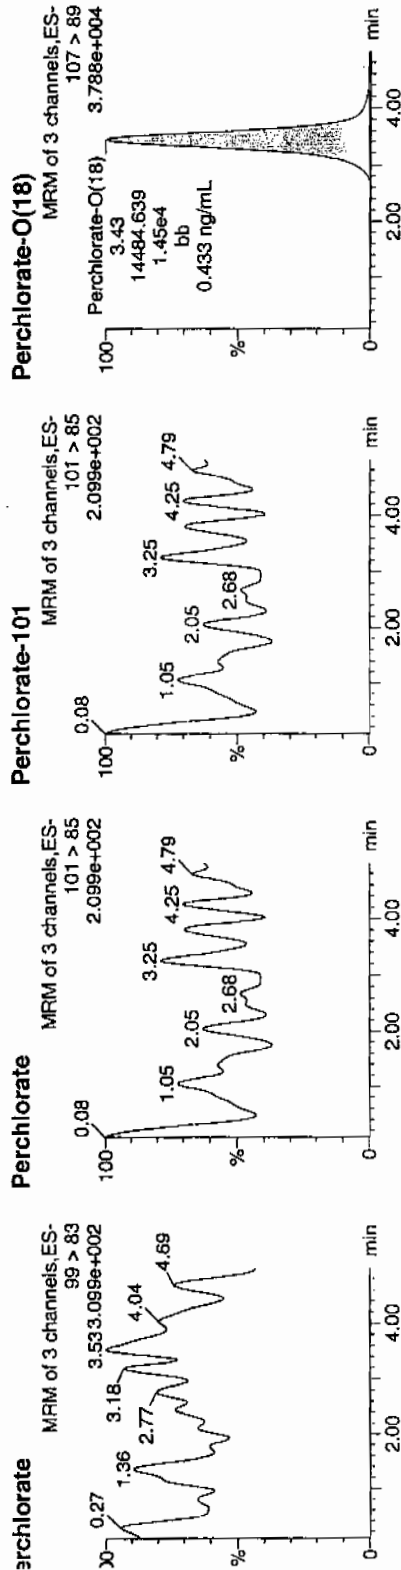 erchlorate
MRM of 3 channels,ES-
99 > 83
3.533.099e+002
0.27
1.36
2.77
3.18
4.04
4.69
00
%
2.00
4.00
min
Perchlorate
MRM of 3 channels,ES-
101 > 85
2.099e+002
0.08
1.05
2.05
2.68
3.25
4.25
4.79
100
%
0
2.00
4.00
min
Perchlorate-101
MRM of 3 channels,ES-
101 > 85
2.099e+002
0.08
1.05
2.05
2.68
3.25
4.25
4.79
100
%
0
2.00
4.00
min
Perchlorate-O(18)
MRM of 3 channels,ES-
107 > 89
3.788e+004
Perchlorate-O(18)
3.43
14484.639
1.45e4
bb
0.433 ng/mL
100
%
0
2.00
4.00
min